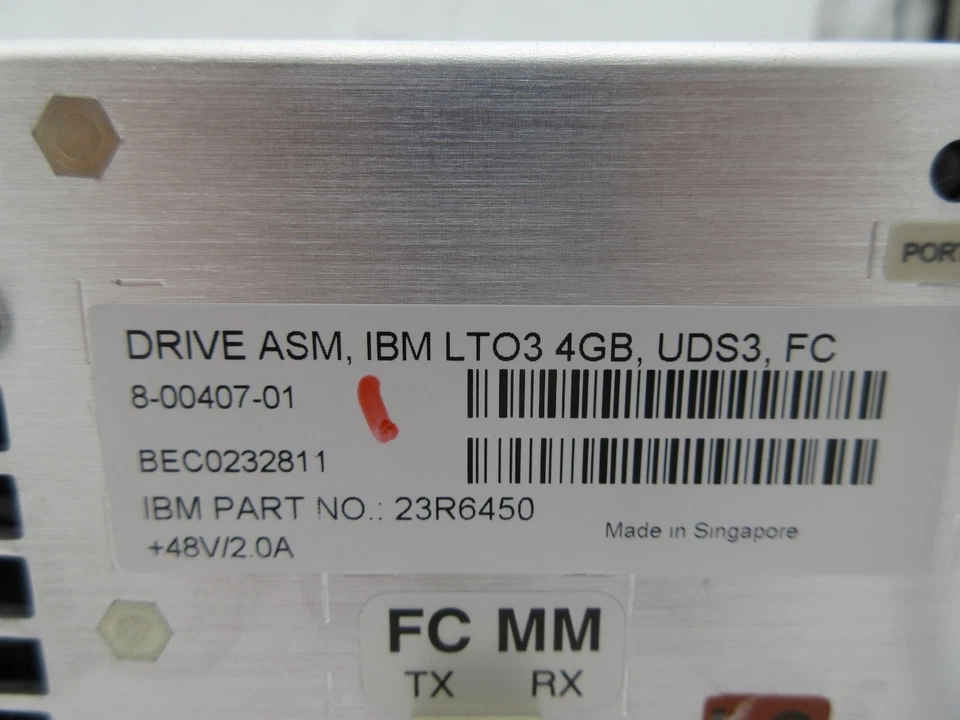 PORT
DRIVE ASM, IBM LTO3 4GB, UDS3, FC
8-00407-01
BEC0232811
IBM PART NO.: 23R6450
Made in Singapore
+48V/2.0A
FC MM
TX RX